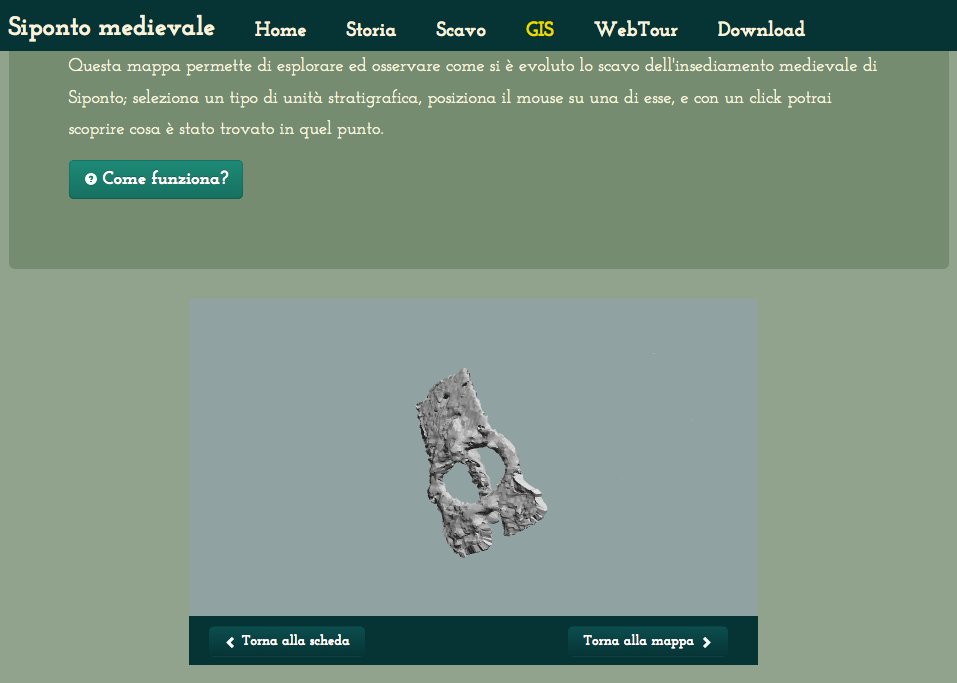 Siponto medievale Home Storia Scavo GIS WebTour Download
Questa mappa permette di esplorare ed osservare come si è evoluto lo scavo dell'insediamento medievale di
Siponto; seleziona un tipo di unità stratigrafica, posiziona il mouse su una di esse, e con un click potrai
scoprire cosa è stato trovato in quel punto.
Come funziona?
Torna alla scheda Torna alla mappa